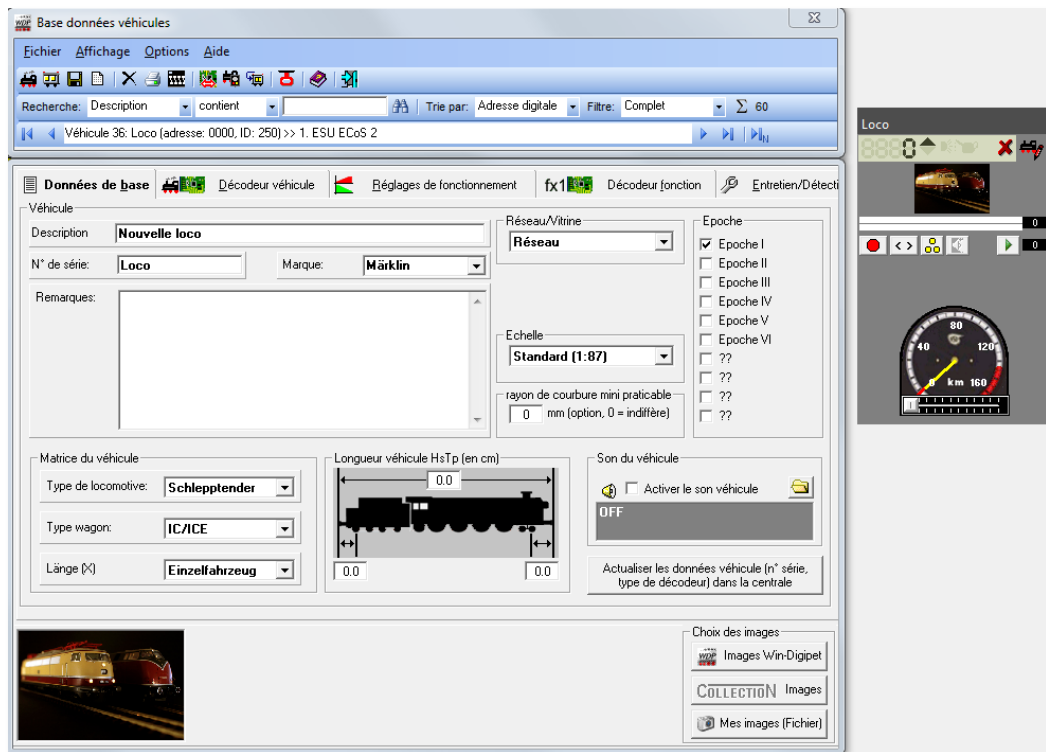 Base données véhicules
Fichier Affichage Options Aide
Recherche: Description contient Trie par: Adresse digitale Filtre: Complet Σ 60
Véhicule 36: Loco (adresse: 0000, ID: 250) >> 1. ESU ECoS 2
Données de base Décodeur véhicule Réglages de fonctionnement fx1 Décodeur fonction Entretien/Détecti
Véhicule
Description Nouvelle loco
N° de série: Loco Marque: Märklin
Remarques:
Réseau/Vitrine
Réseau
Echelle
Standard (1:87)
rayon de courbure mini praticable
0 mm (option, 0 = indiffère)
Epoche
Epoche I
Epoche II
Epoche III
Epoche IV
Epoche V
Epoche VI
??
??
??
??
Matrice du véhicule
Type de locomotive: Schlepptender
Type wagon: IC/ICE
Länge (X) Einzelfahrzeug
Longueur véhicule HsTp (en cm)
0.0
0.0 0.0
Son du véhicule
Activer le son véhicule
OFF
Actualiser les données véhicule (n° série,
type de décodeur) dans la centrale
Choix des images
WDP Images Win-Digipet
COLLECTION Images
Mes images (Fichier)
Loco
0
0
< > 0
80
40 120
0 km 160